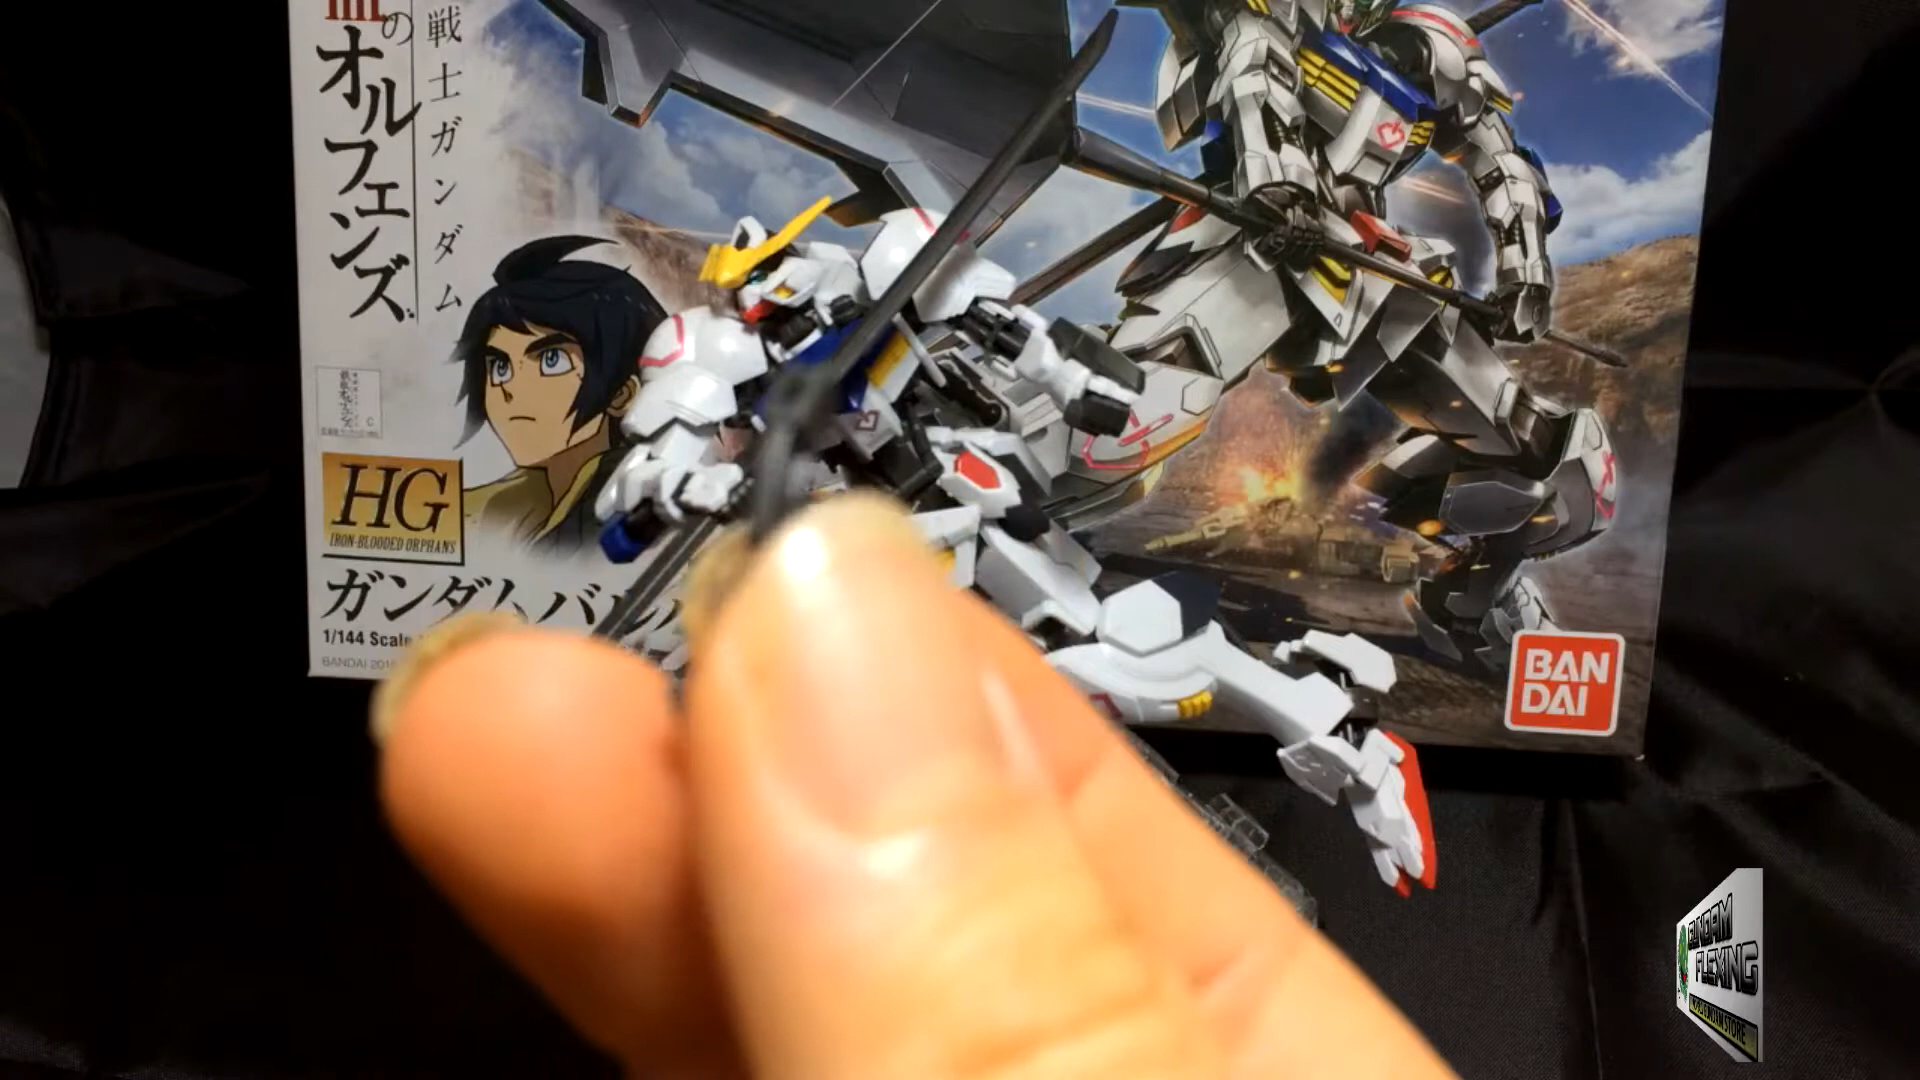 血の
オルフェンズ
戦士ガンダム
C
HG
IRON-BLOODED ORPHANS
ガンダムバル
1/144 Scale
BANDAI 201
BAN
DAI
GUNDAM
FLEXING